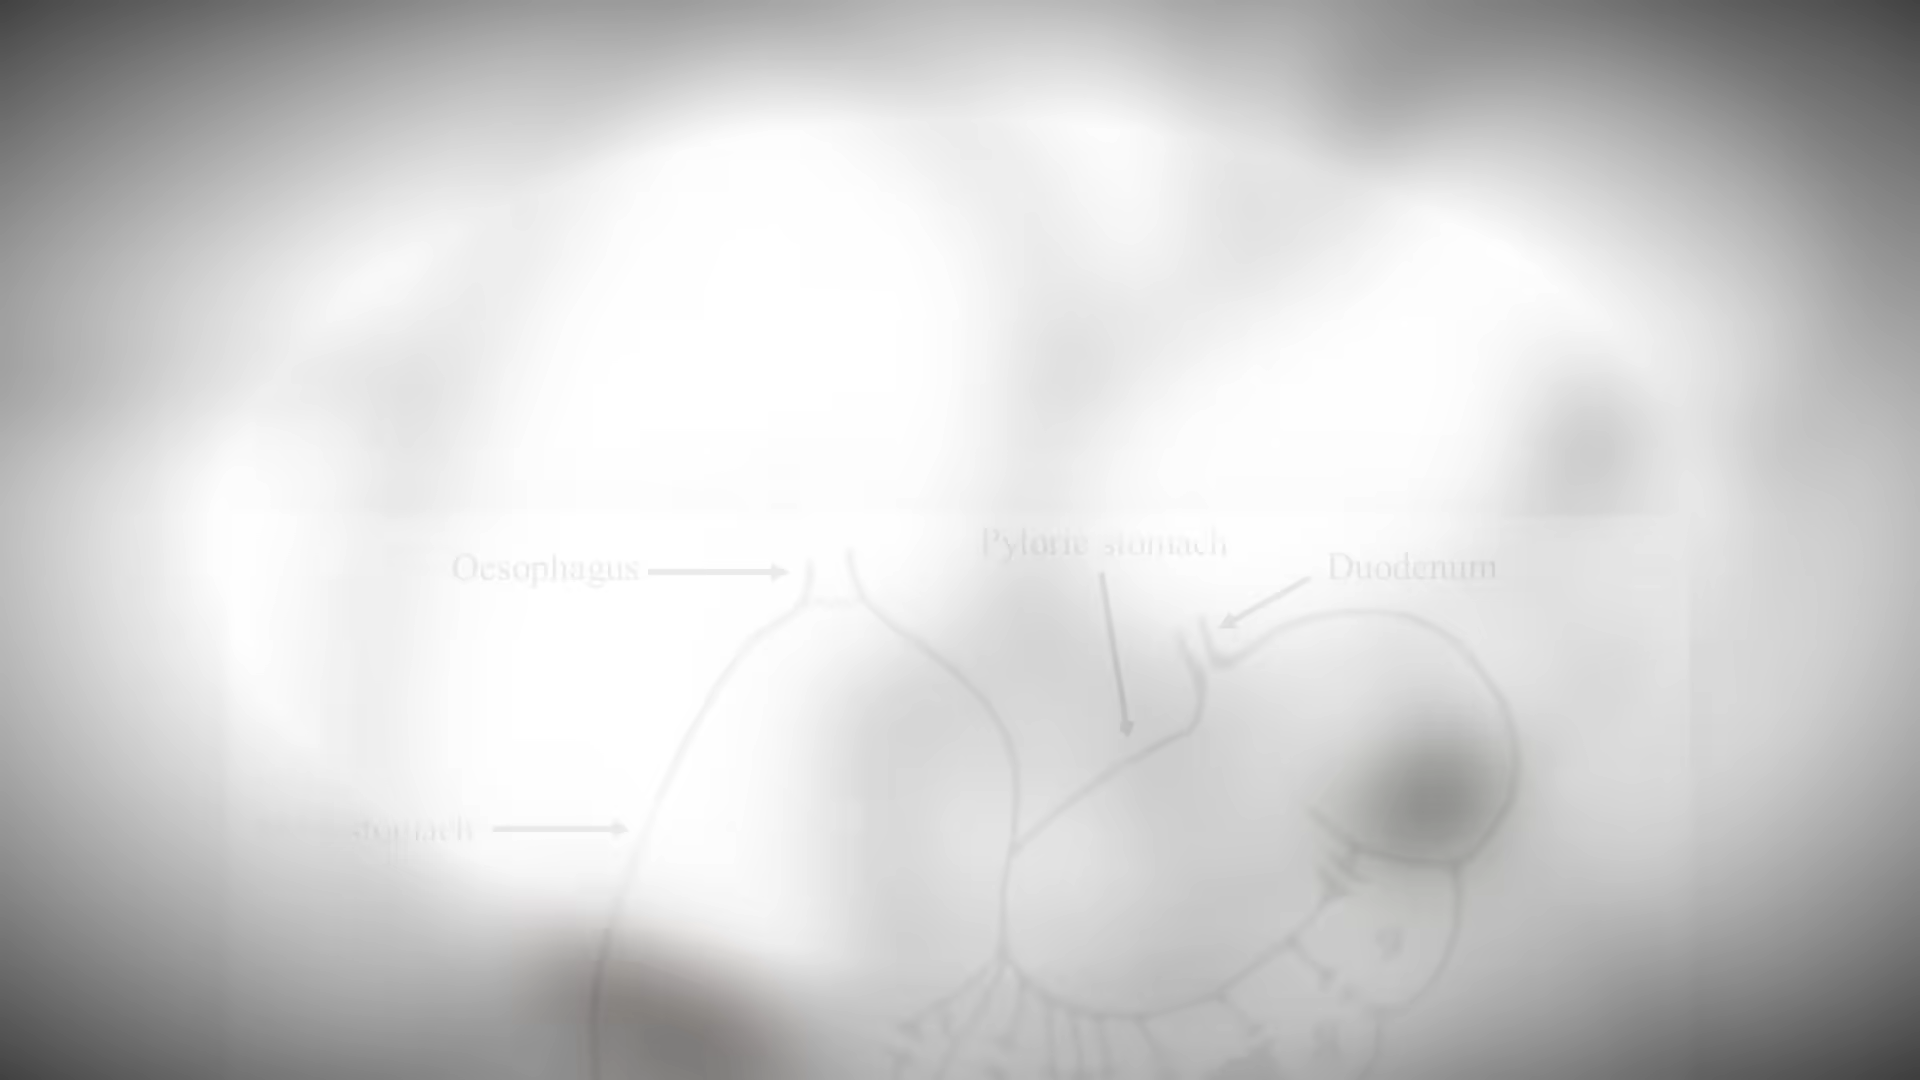 Pyloric stomach
Oesophagus
Duodenum
stomach